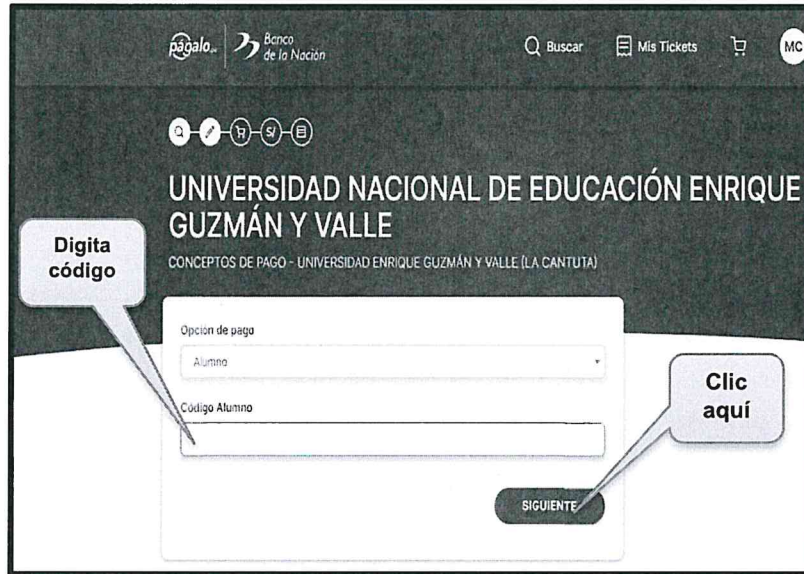 págalo.pe Banco de la Nación Buscar Mis Tickets MC
S/
UNIVERSIDAD NACIONAL DE EDUCACIÓN ENRIQUE
GUZMÁN Y VALLE
CONCEPTOS DE PAGO - UNIVERSIDAD ENRIQUE GUZMÁN Y VALLE (LA CANTUTA)
Digita
código
Opción de pago
Alumno
Código Alumno
Clic
aquí
SIGUIENTE